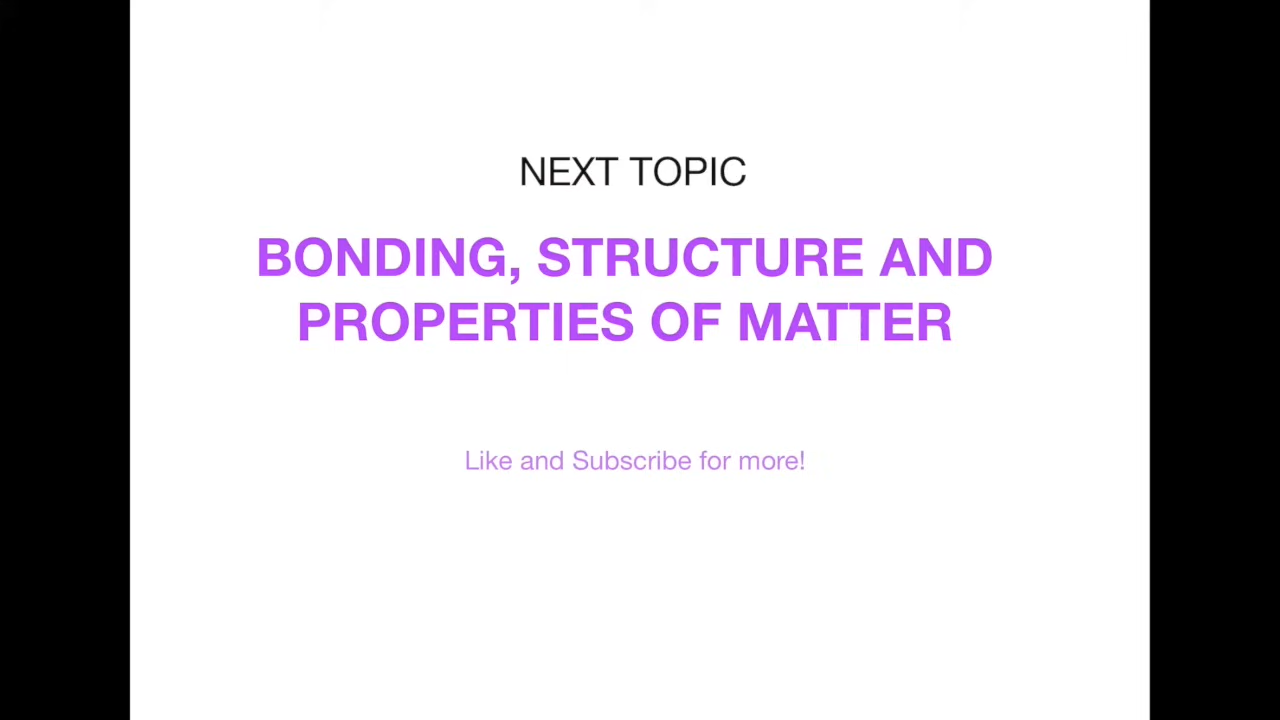 NEXT TOPIC
BONDING, STRUCTURE AND
PROPERTIES OF MATTER
Like and Subscribe for more!